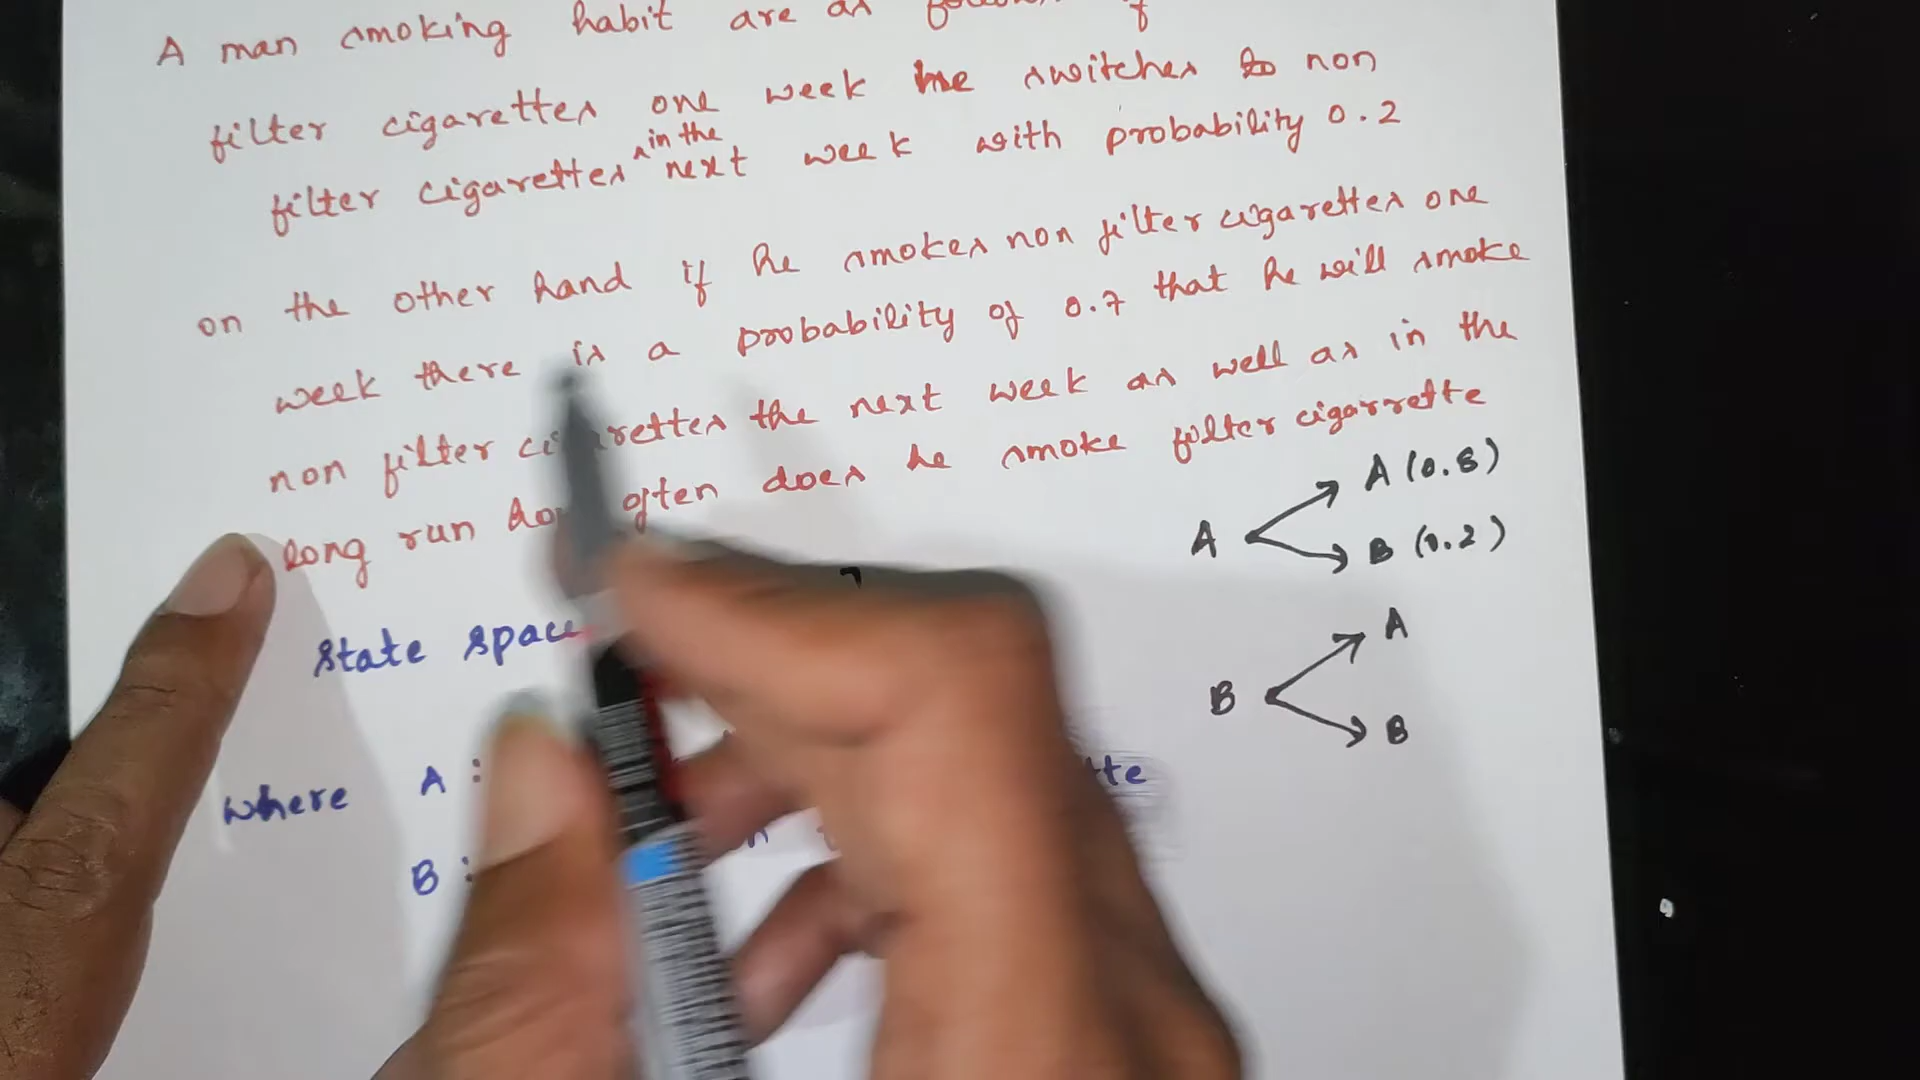 A man smoking habit are as
filter cigarettes one week he switches to non
filter cigarettes in the next week with probability 0.2
on the other hand if he smokes non filter cigarettes one
week there is a probability of 0.7 that he will smoke
non filter cigarettes the next week as well as in the
long run how often does he smoke filter cigarrette
A A (0.8)
B (0.2)
State space
B A
B
where A :
B :